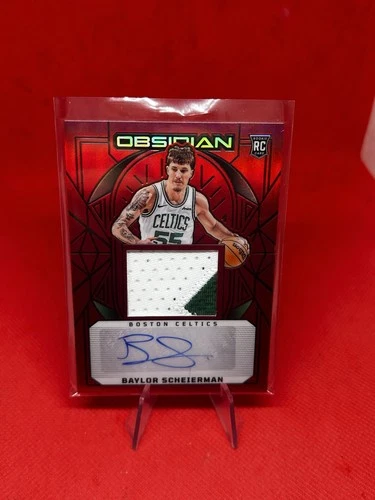 OBSIDIAN
RC
CELTICS
55
BOSTON CELTICS
BAYLOR SCHEIERMAN